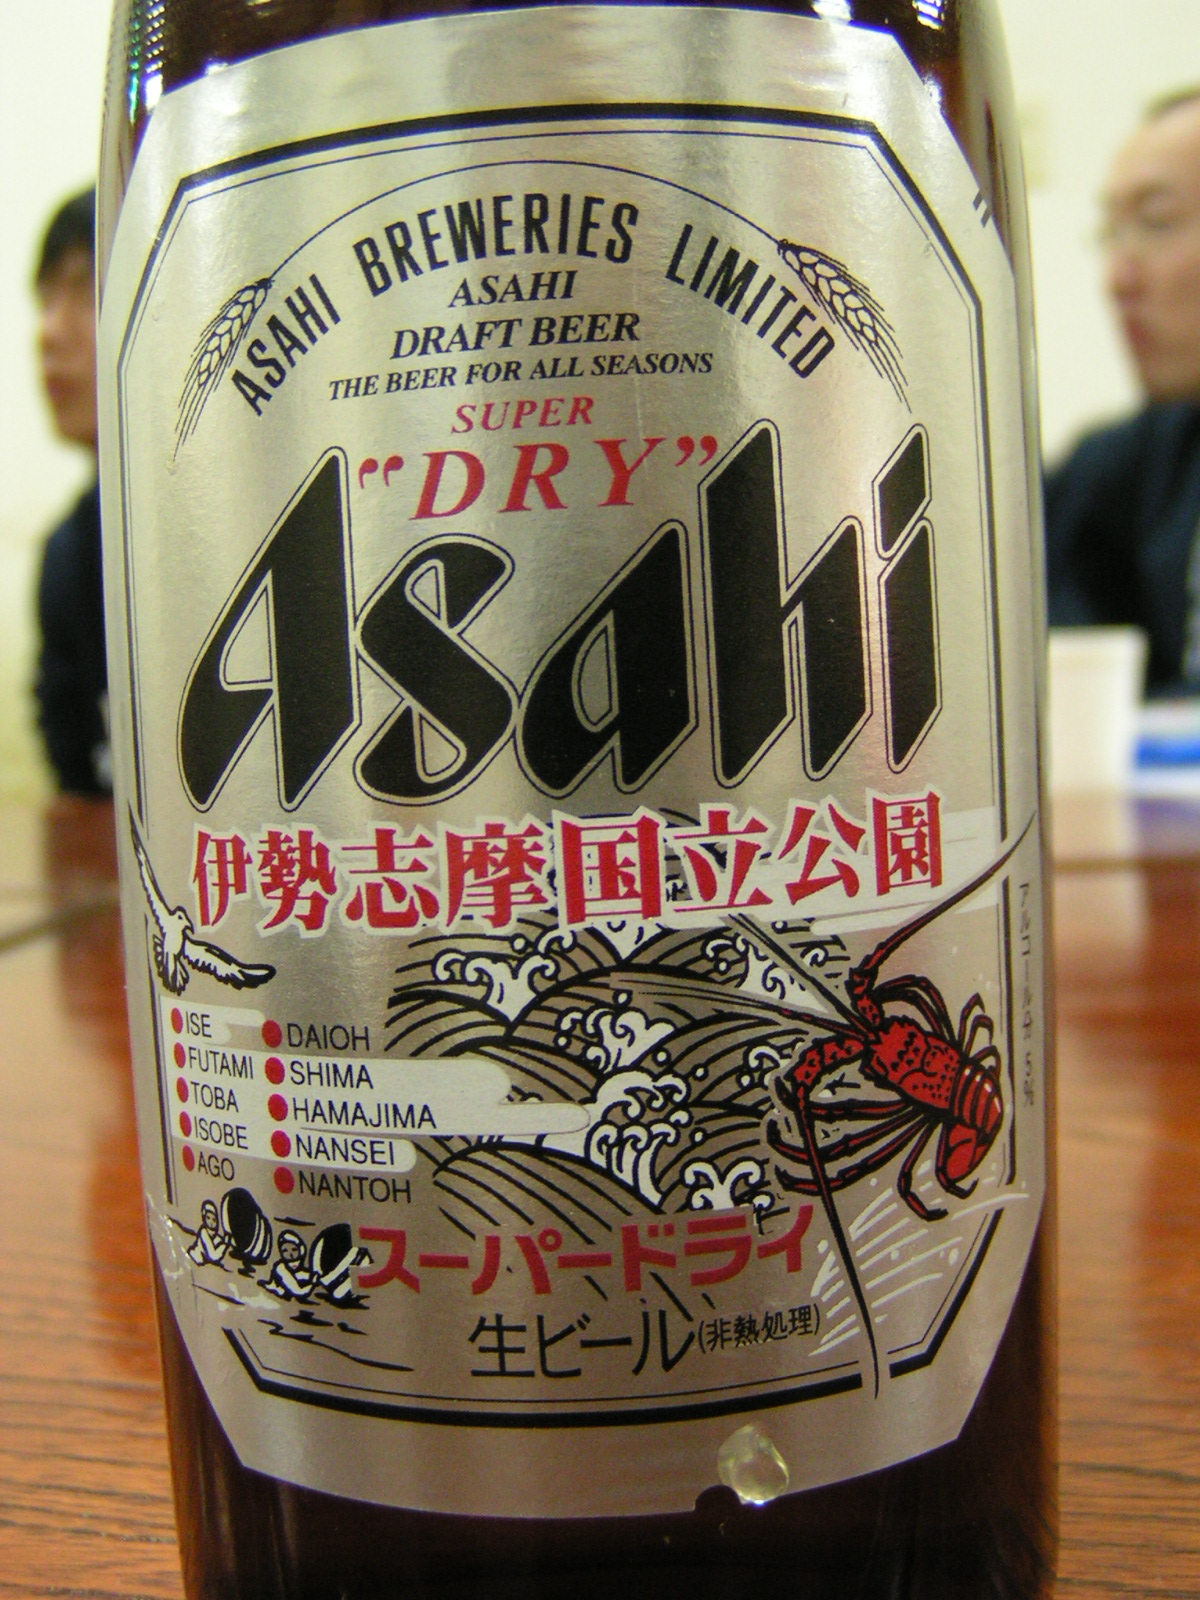 ASAHI BREWERIES LIMITED
ASAHI
DRAFT BEER
THE BEER FOR ALL SEASONS
SUPER
“DRY”
Asahi
伊勢志摩国立公園
ISE
FUTAMI
TOBA
ISOBE
AGO
DAIOH
SHIMA
HAMAJIMA
NANSEI
NANTOH
スーパードライ
生ビール(非熱処理)